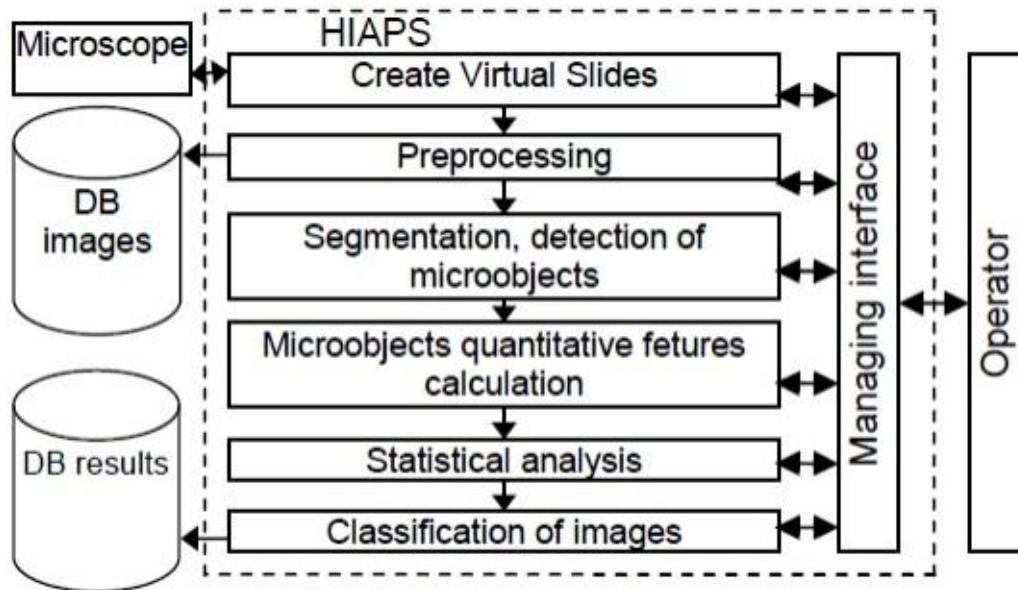 HIAPS
Microscope
Create Virtual Slides
Preprocessing
DB
images
Segmentation, detection of
microobjects
Microobjects quantitative fetures
calculation
DB results
Statistical analysis
Classification of images
Managing interface
Operator